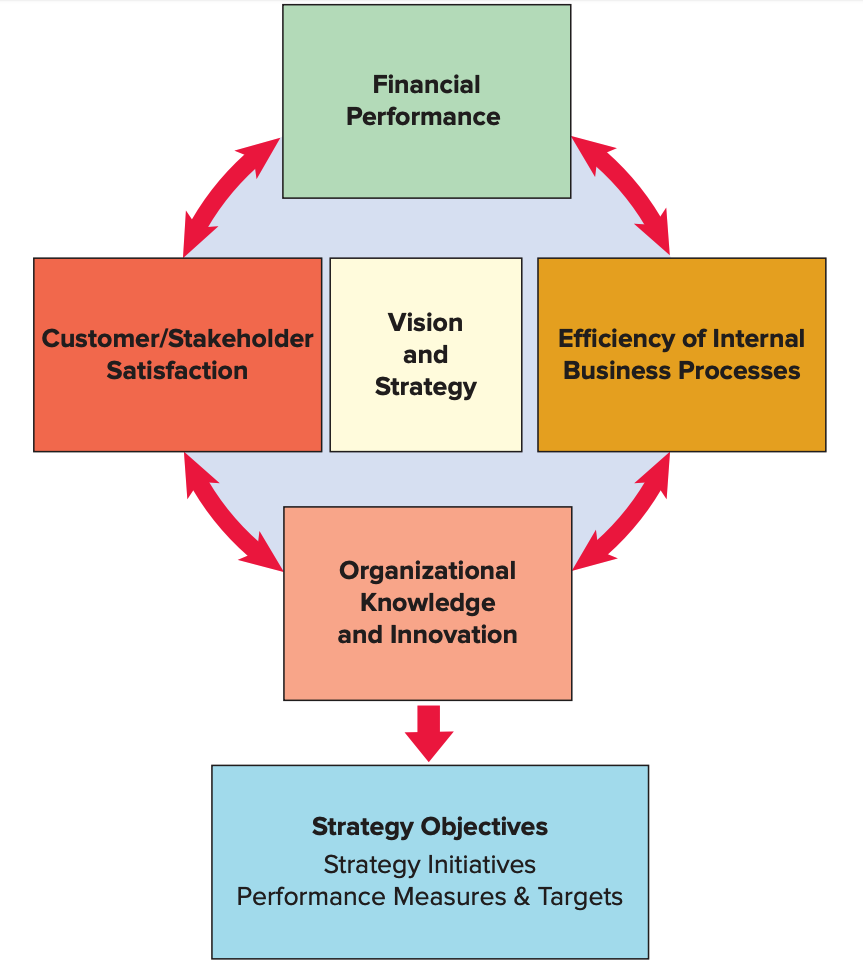 Financial
Performance
Customer/Stakeholder
Satisfaction
Vision
and
Strategy
Efficiency of Internal
Business Processes
Organizational
Knowledge
and Innovation
Strategy Objectives
Strategy Initiatives
Performance Measures & Targets